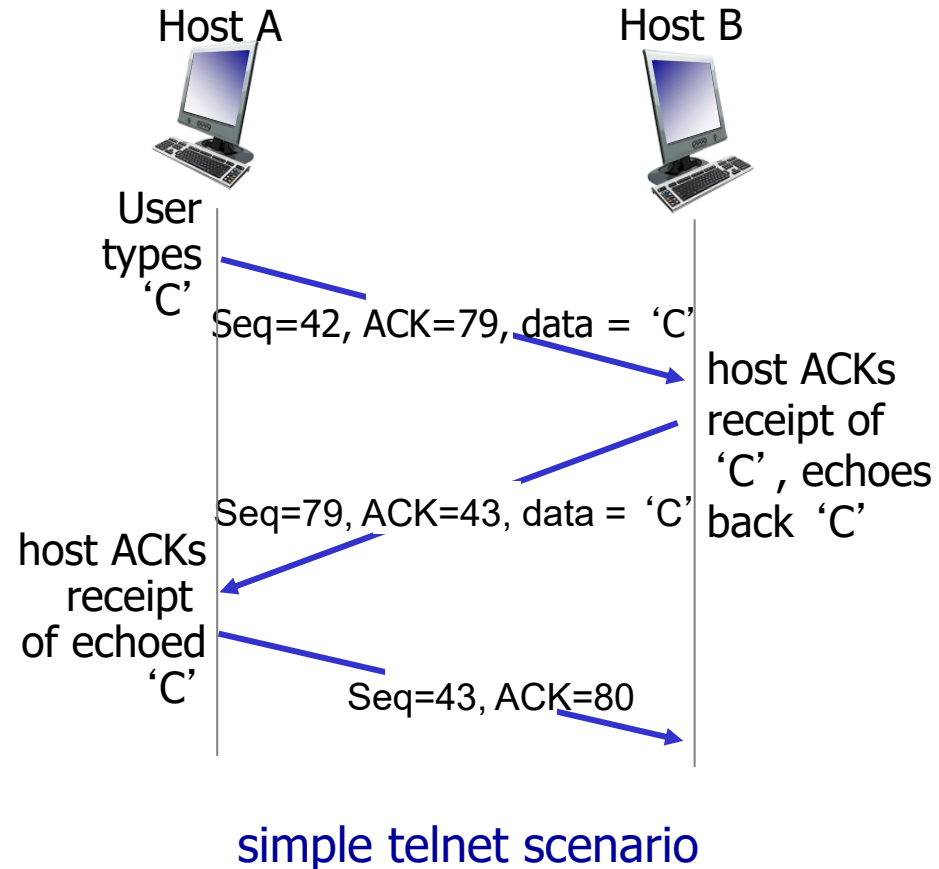 Host A
Host B
User
types
‘C’
Seq=42, ACK=79, data = ‘C’
host ACKs
receipt of
‘C’, echoes
back ‘C’
Seq=79, ACK=43, data = ‘C’
host ACKs
receipt
of echoed
‘C’
Seq=43, ACK=80
simple telnet scenario